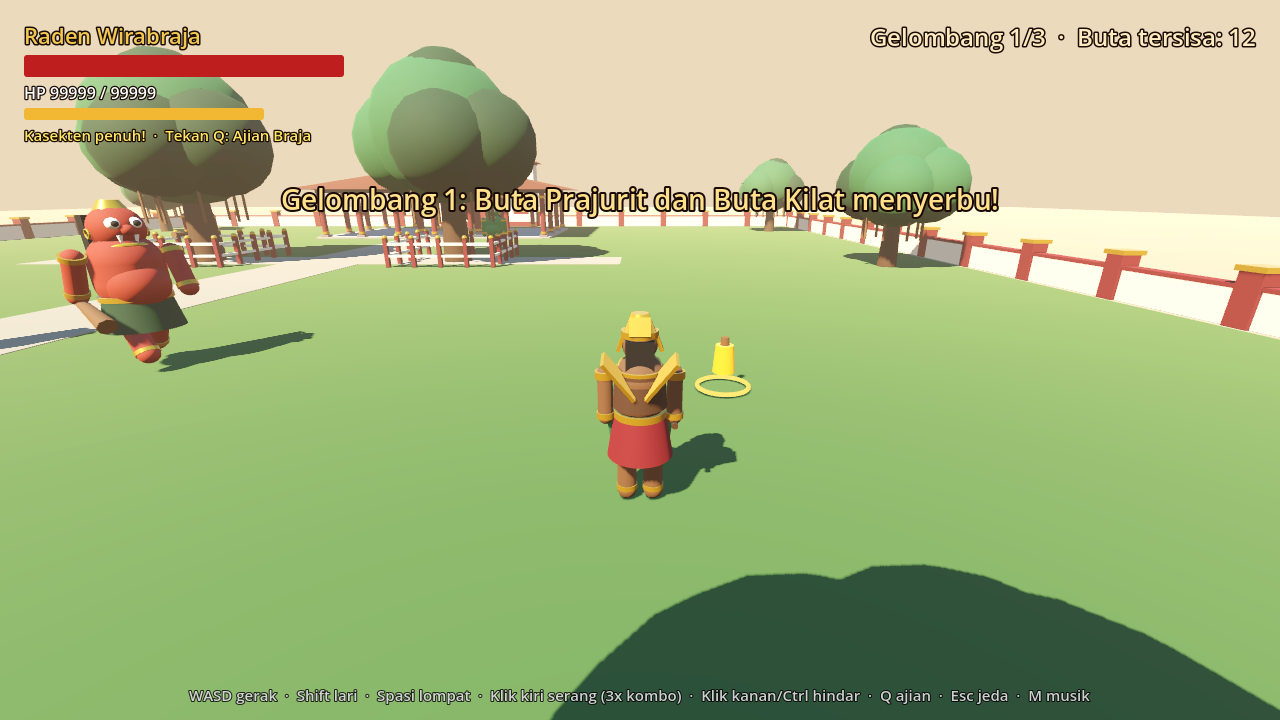 Raden Wirabraja
Gelombang 1/3 · Buta tersisa: 12
HP 99999 / 99999
Kasekten penuh! · Tekan Q: Ajian Braja
Gelombang 1: Buta Prajurit dan Buta Kilat menyerbu!
WASD gerak · Shift lari · Spasi lompat · Klik kiri serang (3x kombo) · Klik kanan/Ctrl hindar · Q ajian · Esc jeda · M musik